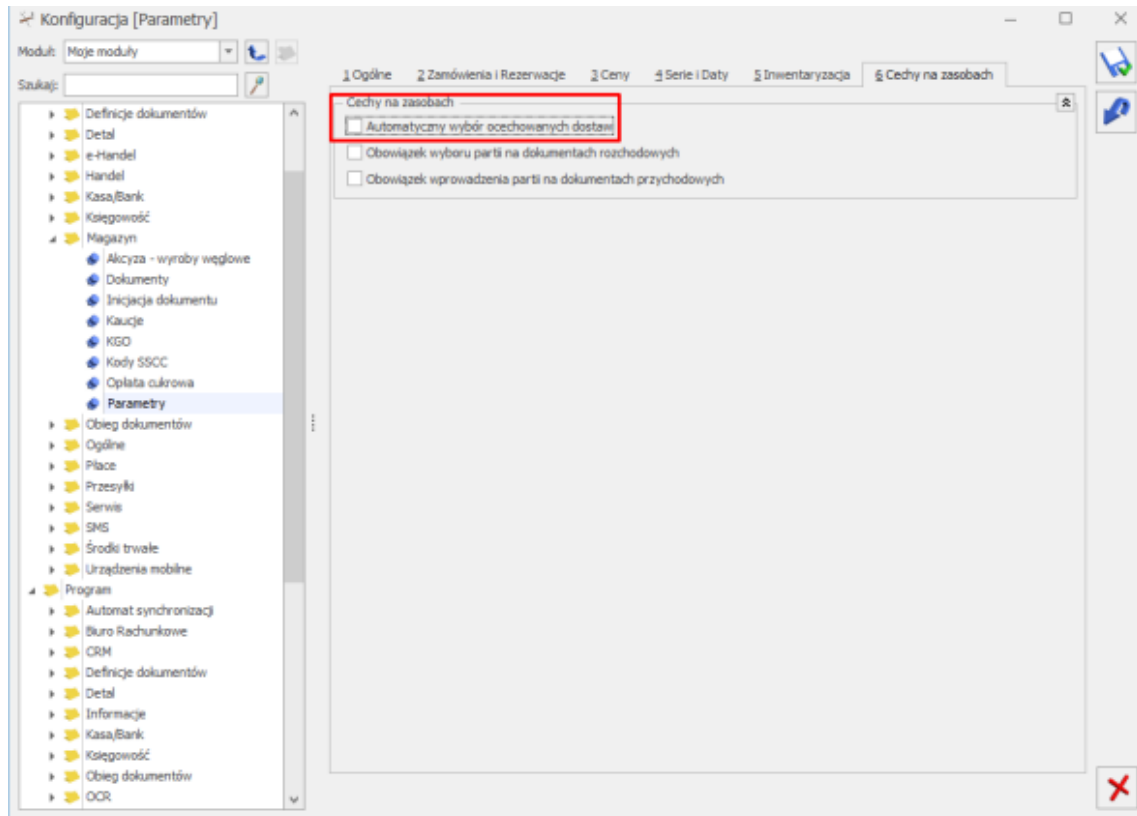 Konfiguracja [Parametry]
Moduł: Moje moduły
Szukaj:
Definicje dokumentów
Detal
e-Handel
Handel
Kasa/Bank
Księgowość
Magazyn
Akcyza - wyroby węglowe
Dokumenty
Inicjacja dokumentu
Kaucje
KGO
Kody SSCC
Opłata cukrowa
Parametry
Obieg dokumentów
Ogólne
Płace
Przesyłki
Serwis
SMS
Środki trwałe
Urządzenia mobilne
Program
Automat synchronizacji
Biuro Rachunkowe
CRM
Definicje dokumentów
Detal
Informacje
Kasa/Bank
Księgowość
Obieg dokumentów
OCR
1 Ogólne 2 Zamówienia i Rezerwacje 3 Ceny 4 Serie i Daty 5 Inwentaryzacja 6 Cechy na zasobach
Cechy na zasobach
Automatyczny wybór ocechowanych dostaw
Obowiązek wyboru partii na dokumentach rozchodowych
Obowiązek wprowadzenia partii na dokumentach przychodowych